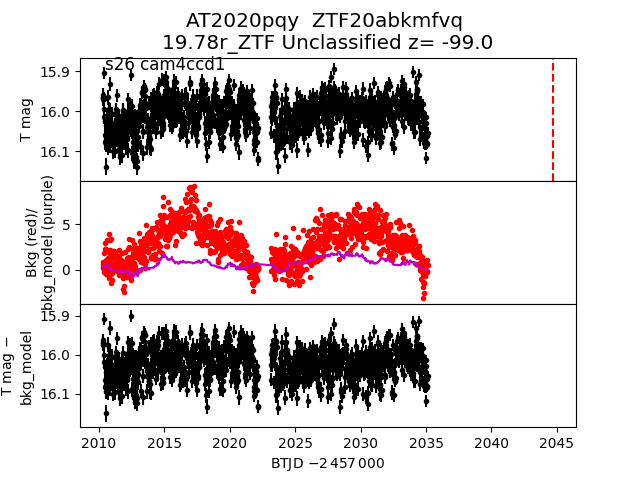 AT2020pqy  ZTF20abkmfvq
19.78r_ZTF Unclassified z= -99.0
s26 cam4ccd1
15.9
16.0
16.1
T mag
5
0
Bkg (red)/
bkg_model (purple)
15.9
16.0
16.1
T mag −
bkg_model
2010 2015 2020 2025 2030 2035 2040 2045
BTJD −2 457 000